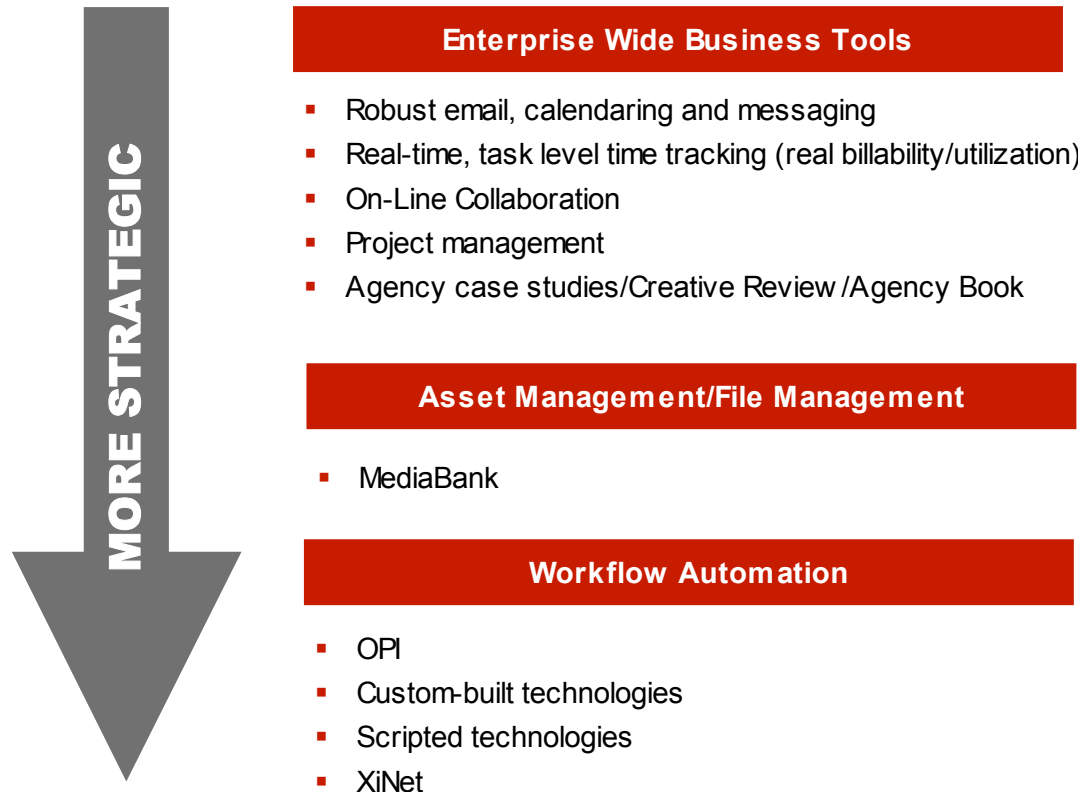 MORE STRATEGIC
Enterprise Wide Business Tools
▪ Robust email, calendaring and messaging
▪ Real-time, task level time tracking (real billability/utilization)
▪ On-Line Collaboration
▪ Project management
▪ Agency case studies/Creative Review/Agency Book
Asset Management/File Management
▪ MediaBank
Workflow Automation
▪ OPI
▪ Custom-built technologies
▪ Scripted technologies
▪ XiNet